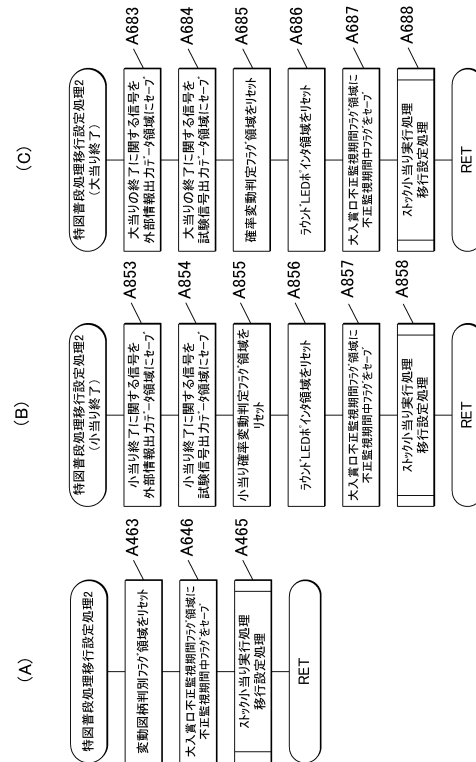 (A)
特図普段処理移行設定処理2
A463
変動図柄判別フラグ領域をリセット
A646
大入賞口不正監視期間フラグ領域に
不正監視期間中フラグをセーブ
A465
ストック小当り実行処理
移行設定処理
RET
(B)
特図普段処理移行設定処理2
(小当り終了)
A853
小当り終了に関する信号を
外部情報出力データ領域にセーブ
A854
小当り終了に関する信号を
試験信号出力データ領域にセーブ
A855
小当り確率変動判定フラグ領域を
リセット
A856
ラウンドLEDポインタ領域をリセット
A857
大入賞口不正監視期間フラグ領域に
不正監視期間中フラグをセーブ
A858
ストック小当り実行処理
移行設定処理
RET
(C)
特図普段処理移行設定処理2
(大当り終了)
A683
大当りの終了に関する信号を
外部情報出力データ領域にセーブ
A684
大当りの終了に関する信号を
試験信号出力データ領域にセーブ
A685
確率変動判定フラグ領域をリセット
A686
ラウンドLEDポインタ領域をリセット
A687
大入賞口不正監視期間フラグ領域に
不正監視期間中フラグをセーブ
A688
ストック小当り実行処理
移行設定処理
RET